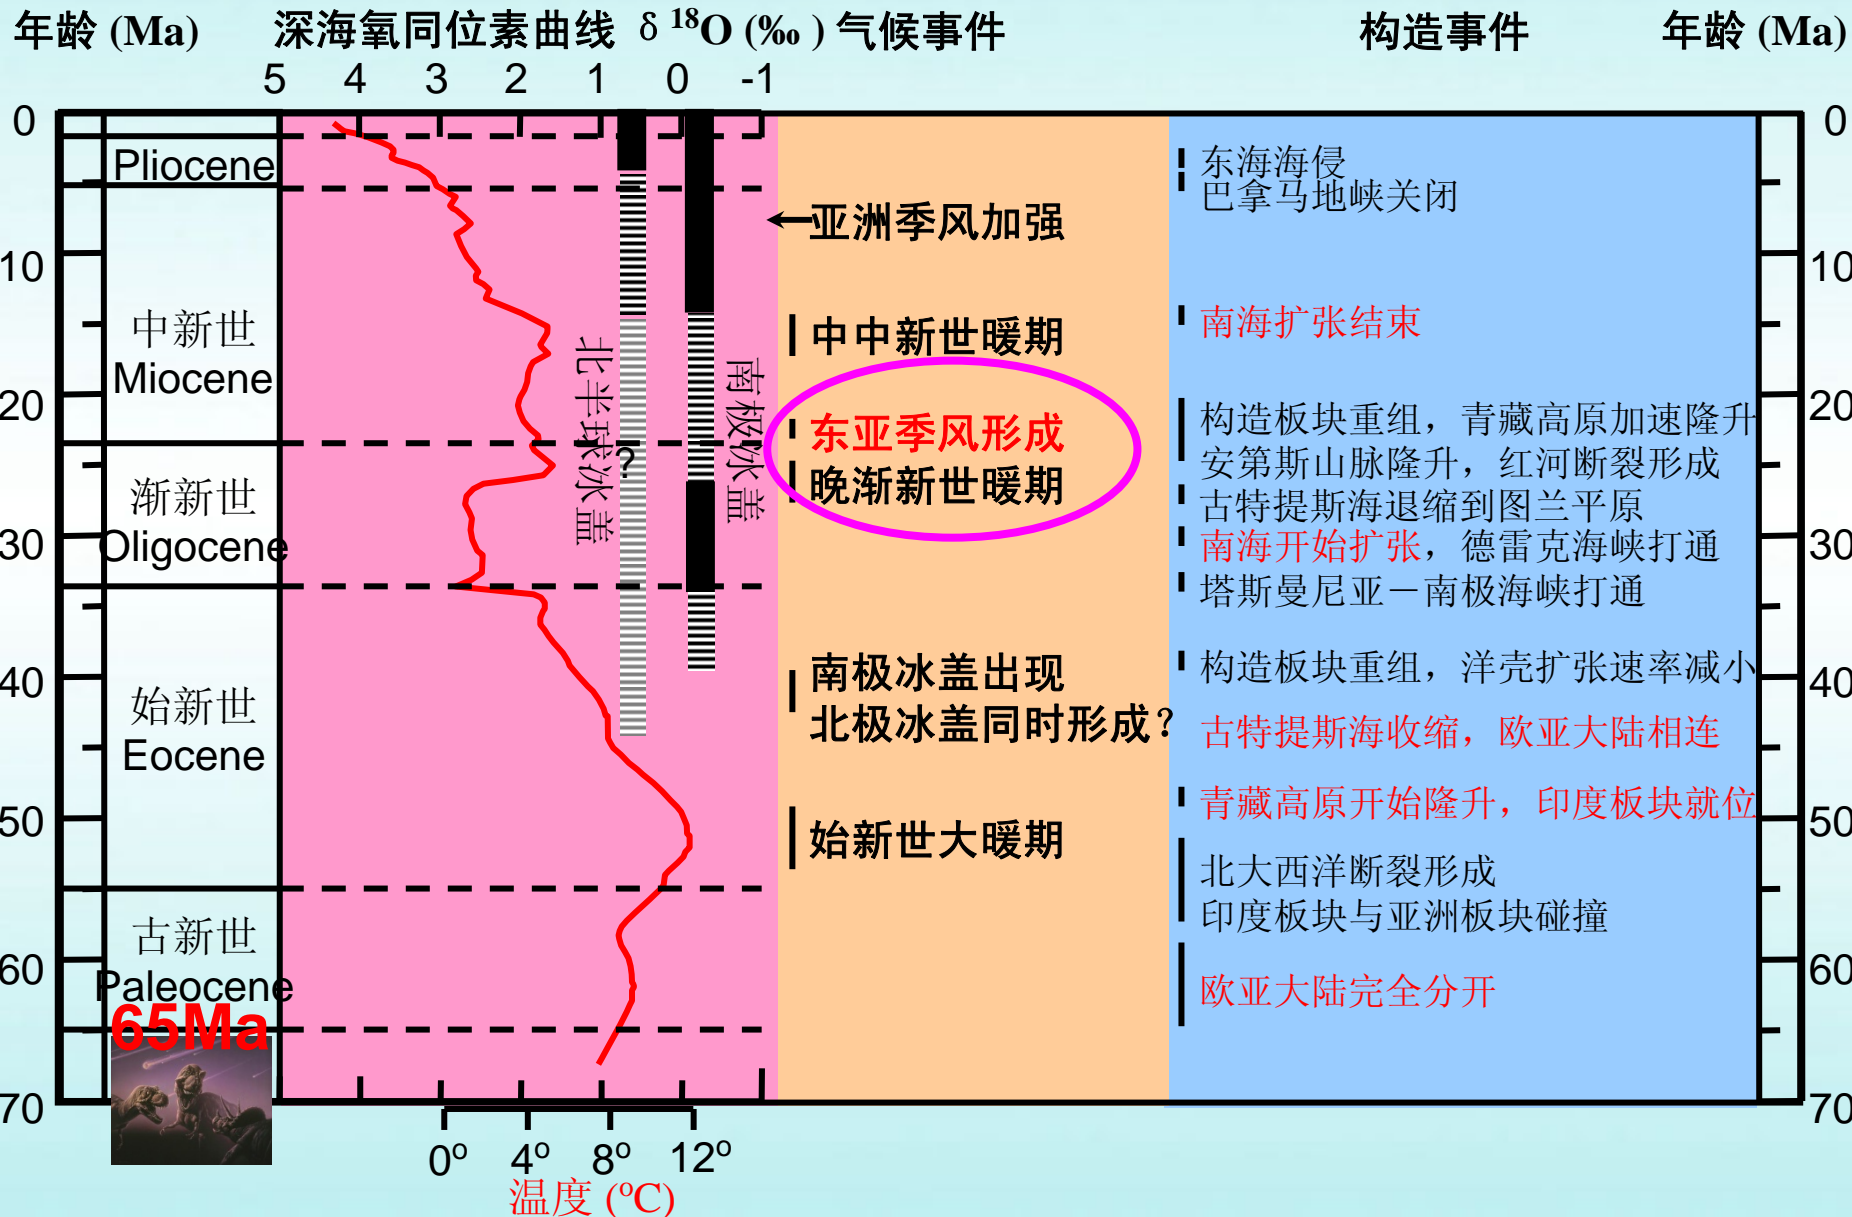 年龄 (Ma) 深海氧同位素曲线 δ ¹⁸O (‰ ) 气候事件 构造事件 年龄 (Ma)
5 4 3 2 1 0 -1
0
10
20
30
40
50
60
70
Pliocene
中新世
Miocene
渐新世
Oligocene
始新世
Eocene
古新世
Paleocene
65Ma
北半球冰盖
?
南极冰盖
亚洲季风加强
中中新世暖期
东亚季风形成
晚渐新世暖期
南极冰盖出现
北极冰盖同时形成?
始新世大暖期
东海海侵
巴拿马地峡关闭
南海扩张结束
构造板块重组，青藏高原加速隆升
安第斯山脉隆升，红河断裂形成
古特提斯海退缩到图兰平原
南海开始扩张，德雷克海峡打通
塔斯曼尼亚－南极海峡打通
构造板块重组，洋壳扩张速率减小
古特提斯海收缩，欧亚大陆相连
青藏高原开始隆升，印度板块就位
北大西洋断裂形成
印度板块与亚洲板块碰撞
欧亚大陆完全分开
0
10
20
30
40
50
60
70
0º 4º 8º 12º
温度 (ºC)